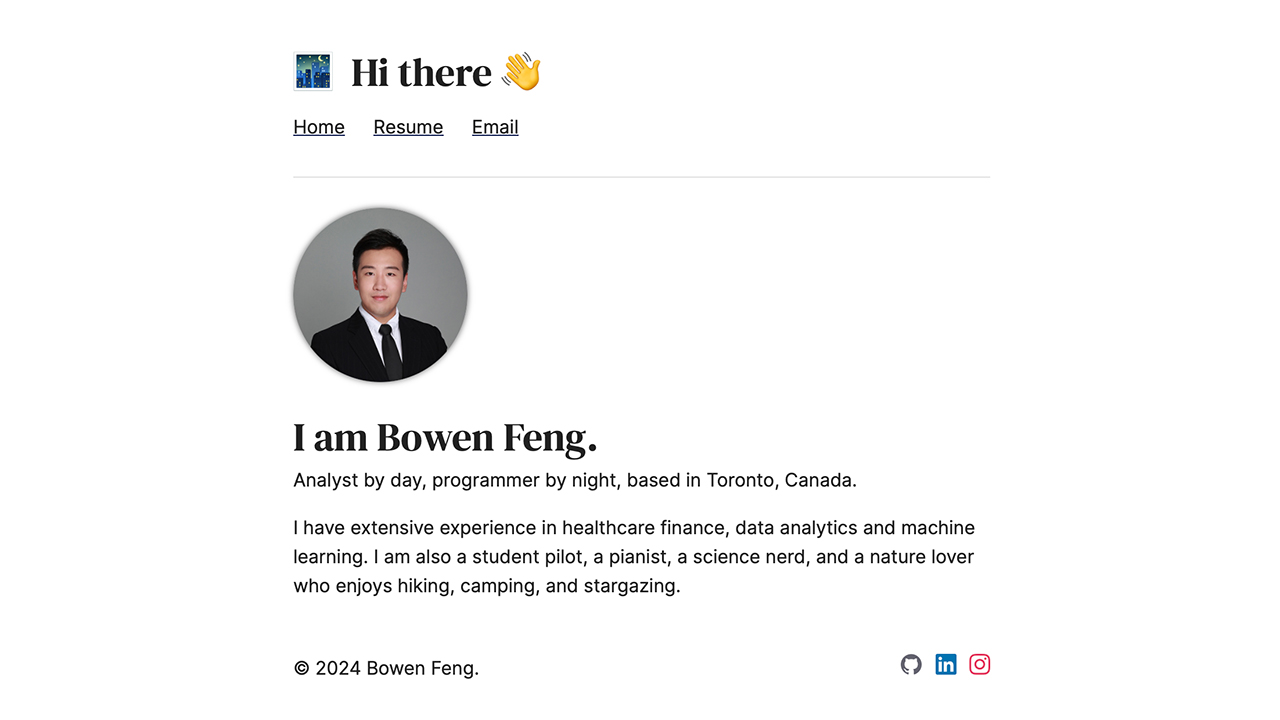 Hi there 👋
Home Resume Email
I am Bowen Feng.
Analyst by day, programmer by night, based in Toronto, Canada.
I have extensive experience in healthcare finance, data analytics and machine
learning. I am also a student pilot, a pianist, a science nerd, and a nature lover
who enjoys hiking, camping, and stargazing.
© 2024 Bowen Feng.